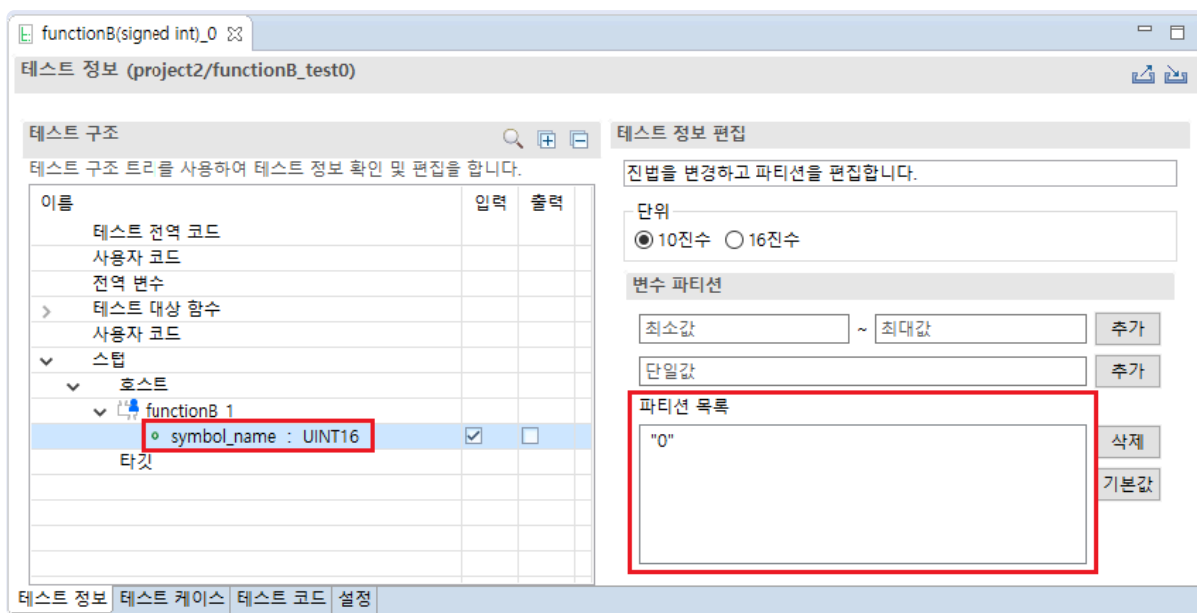 functionB(signed int)_0
테스트 정보 (project2/functionB_test0)
테스트 구조
테스트 구조 트리를 사용하여 테스트 정보 확인 및 편집을 합니다.
이름 입력 출력
테스트 전역 코드
사용자 코드
전역 변수
테스트 대상 함수
사용자 코드
스텁
호스트
functionB_1
symbol_name : UINT16
타깃
테스트 정보 편집
진법을 변경하고 파티션을 편집합니다.
단위
10진수 16진수
변수 파티션
최소값 ~ 최대값 추가
단일값 추가
파티션 목록
"0"
삭제
기본값
테스트 정보 테스트 케이스 테스트 코드 설정